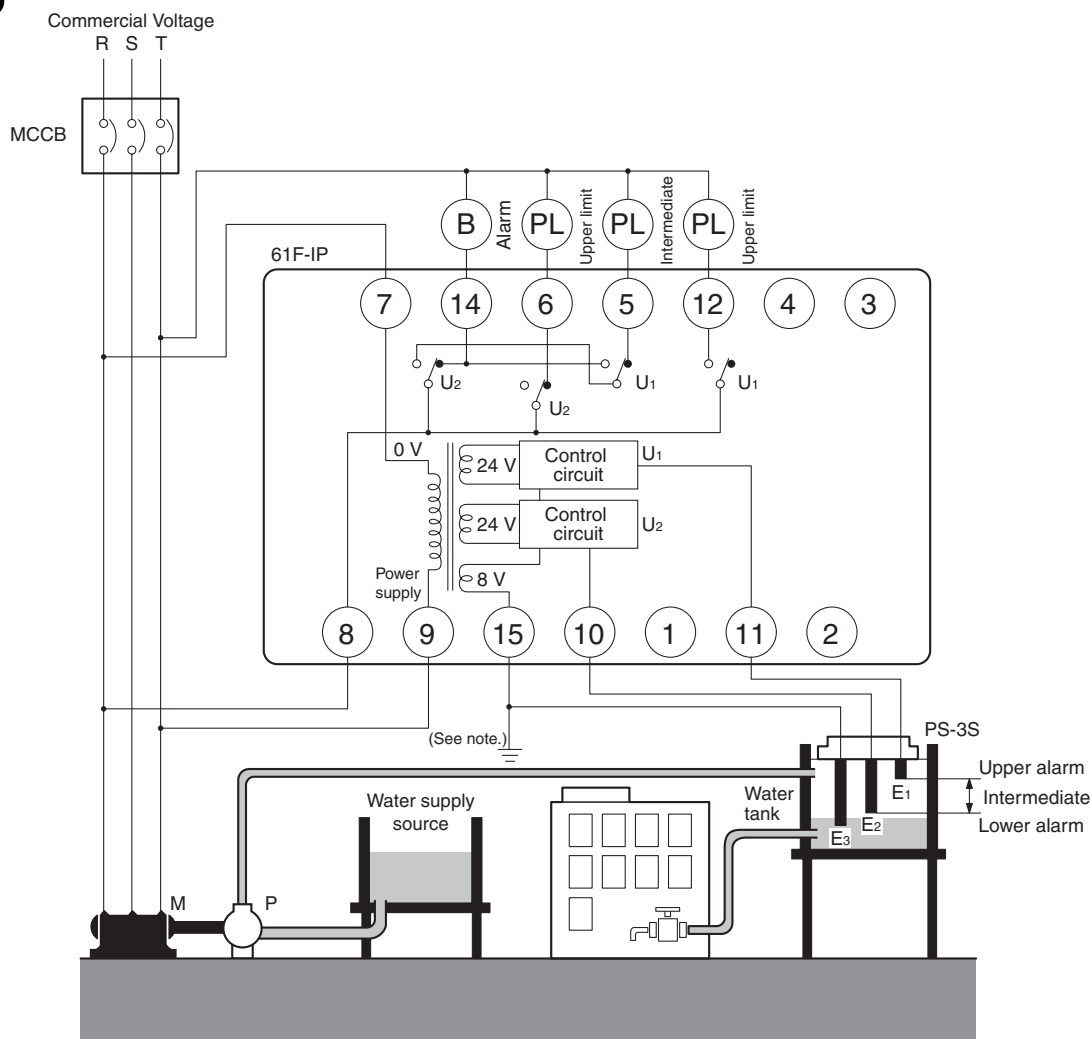 Commercial Voltage
R S T
MCCB
61F-IP
B
Alarm
PL
Upper limit
PL
Intermediate
PL
Upper limit
7 14 6 5 12 4 3
U2
U2
U1
U1
0 V
24 V
Control
circuit
U1
24 V
Control
circuit
U2
8 V
Power
supply
8 9 15 10 1 11 2
(See note.)
PS-3S
Upper alarm
Intermediate
Lower alarm
E1
E2
E3
Water
tank
Water supply
source
M
P